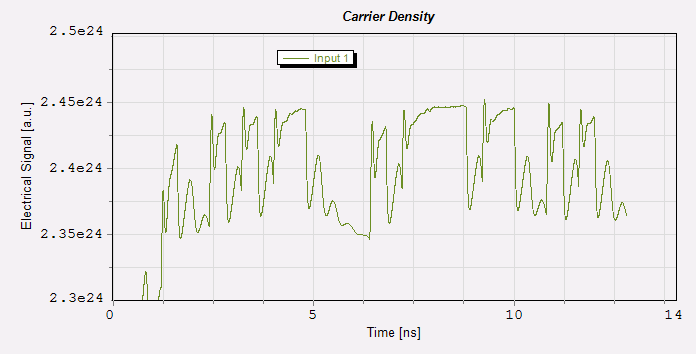 Carrier Density
2.5e24
Input 1
2.45e24
2.4e24
2.35e24
2.3e24
Electrical Signal [a.u.]
0 5 10 14
Time [ns]